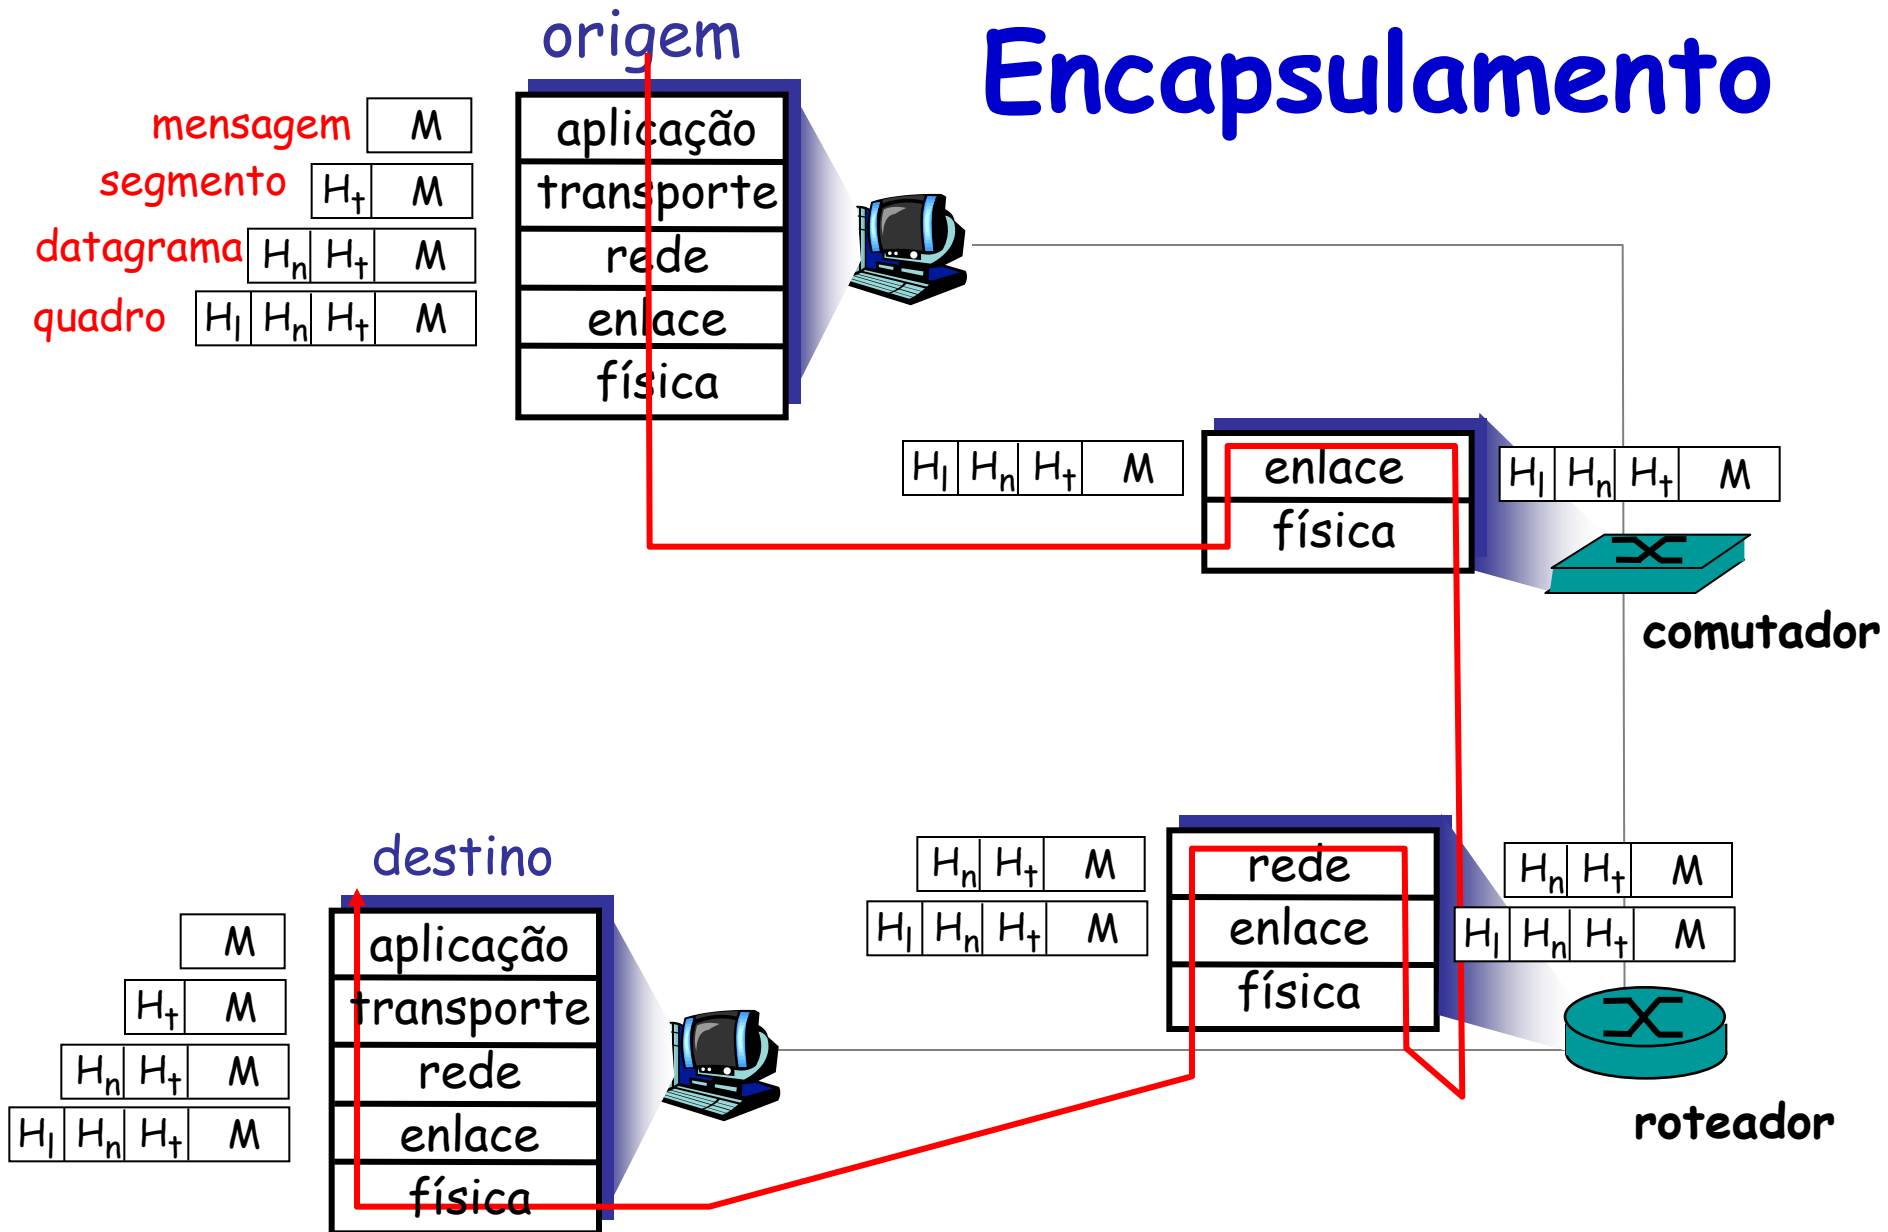 origem
Encapsulamento
mensagem M aplicação
segmento Ht M transporte
datagrama Hn Ht M rede
quadro Hl Hn Ht M enlace
física
Hl Hn Ht M enlace Hl Hn Ht M
física
comutador
destino
Hn Ht M rede Hn Ht M
Hl Hn Ht M enlace Hl Hn Ht M
física
roteador
M aplicação
Ht M transporte
Hn Ht M rede
Hl Hn Ht M enlace
física